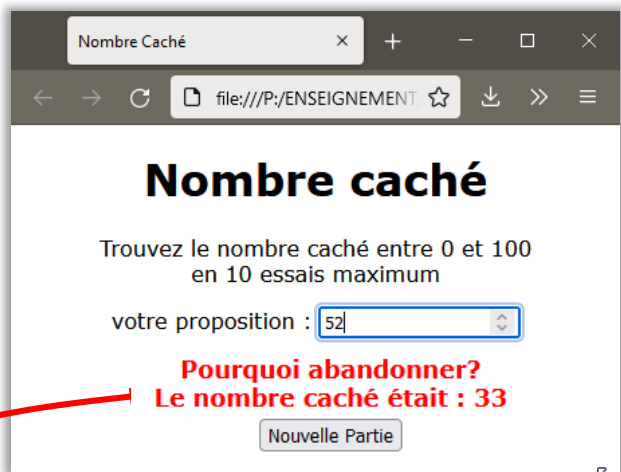 Nombre Caché
file:///P:/ENSEIGNEMENT
Nombre caché
Trouvez le nombre caché entre 0 et 100
en 10 essais maximum
votre proposition : 52
Pourquoi abandonner?
Le nombre caché était : 33
Nouvelle Partie